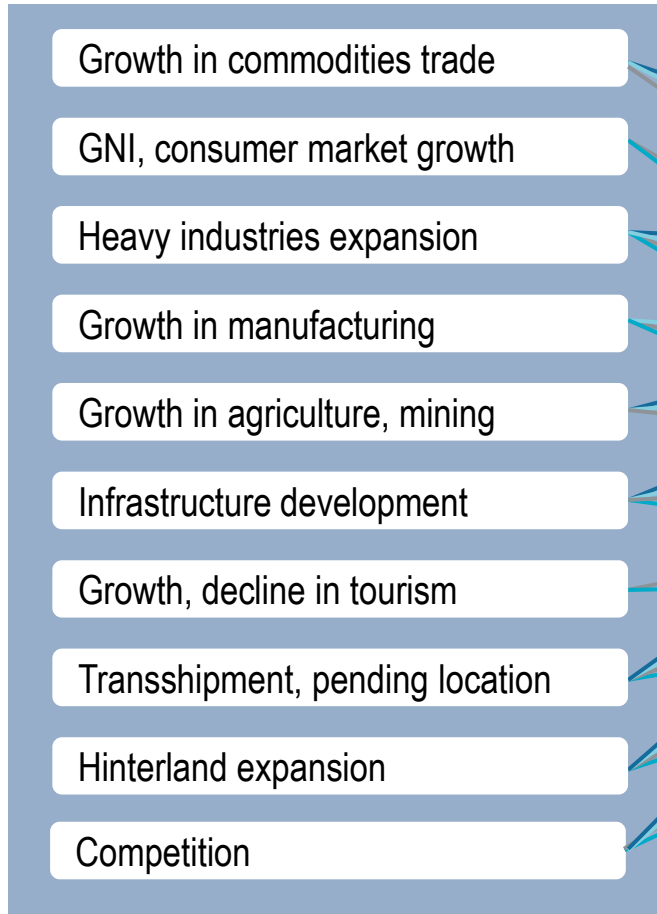 Growth in commodities trade
GNI, consumer market growth
Heavy industries expansion
Growth in manufacturing
Growth in agriculture, mining
Infrastructure development
Growth, decline in tourism
Transshipment, pending location
Hinterland expansion
Competition